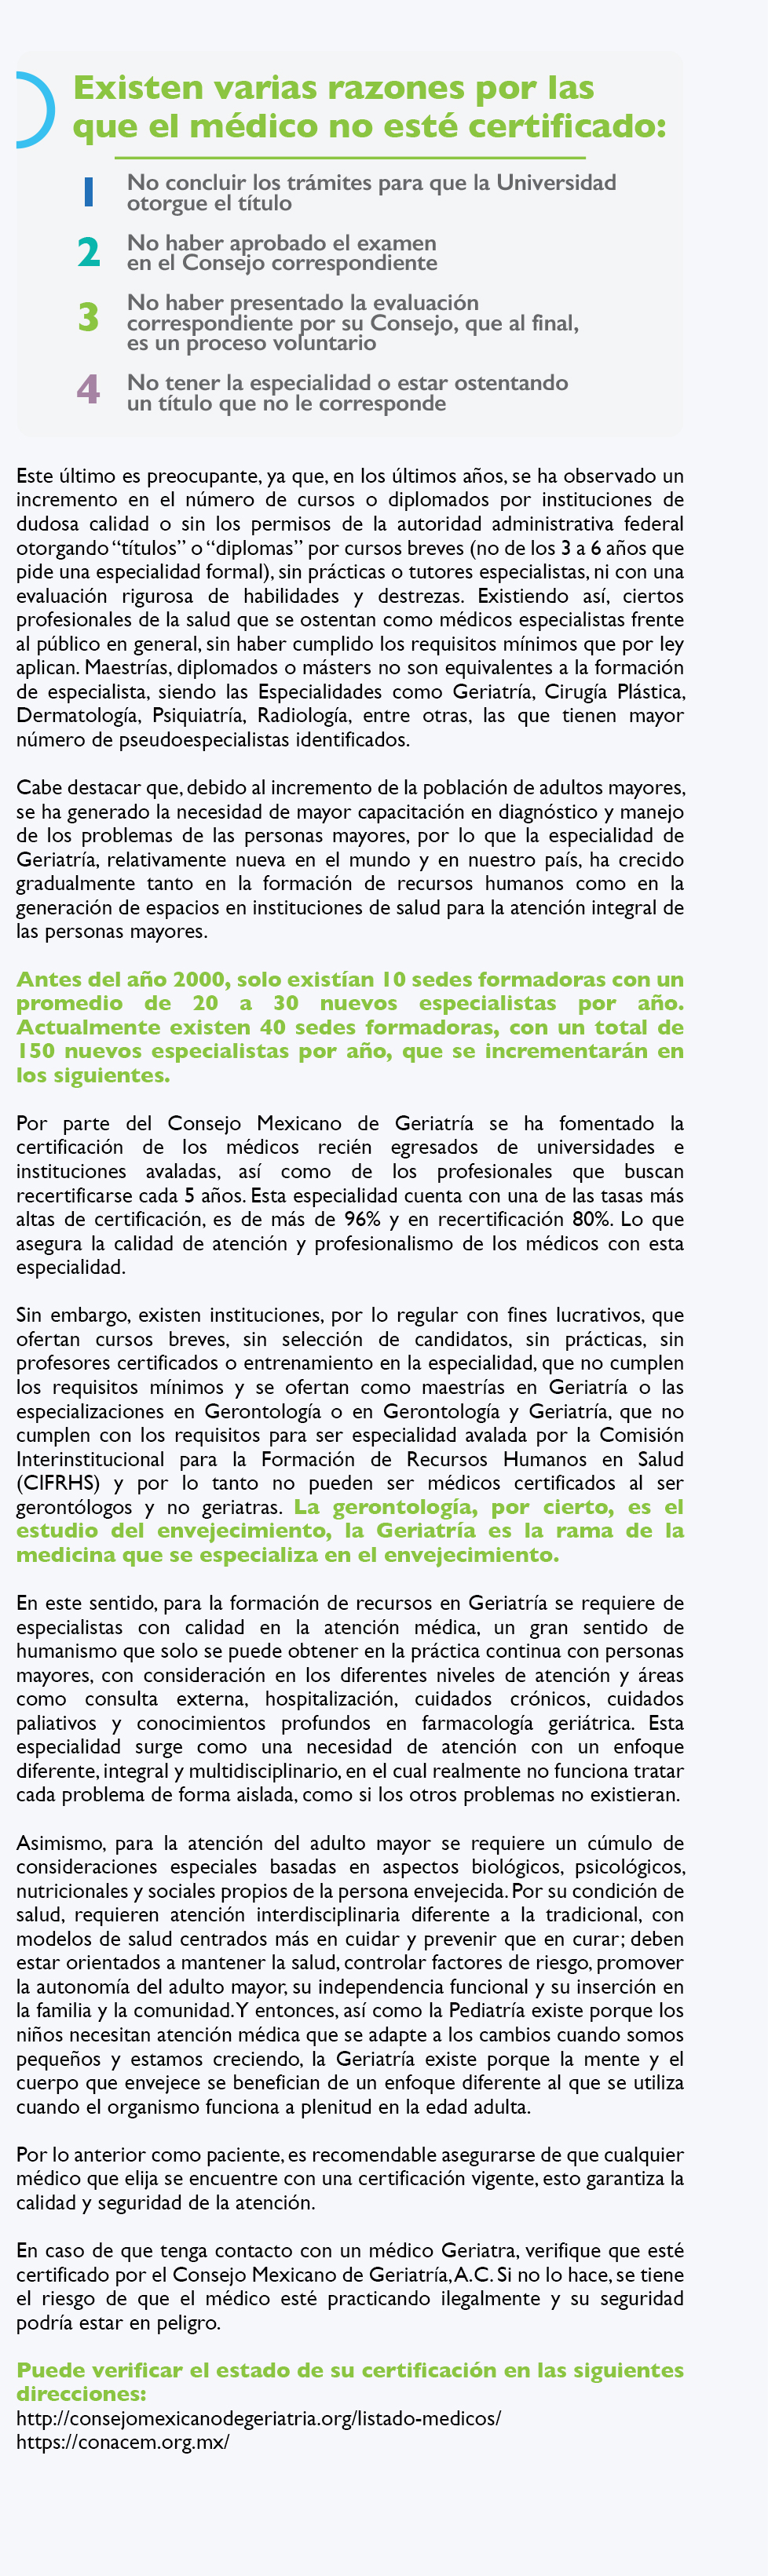 Existen varias razones por las
que el médico no esté certificado:
1 No concluir los trámites para que la Universidad
otorgue el título
2 No haber aprobado el examen
en el Consejo correspondiente
3 No haber presentado la evaluación
correspondiente por su Consejo, que al final,
es un proceso voluntario
4 No tener la especialidad o estar ostentando
un título que no le corresponde
Este último es preocupante, ya que, en los últimos años, se ha observado un
incremento en el número de cursos o diplomados por instituciones de
dudosa calidad o sin los permisos de la autoridad administrativa federal
otorgando “títulos” o “diplomas” por cursos breves (no de los 3 a 6 años que
pide una especialidad formal), sin prácticas o tutores especialistas, ni con una
evaluación rigurosa de habilidades y destrezas. Existiendo así, ciertos
profesionales de la salud que se ostentan como médicos especialistas frente
al público en general, sin haber cumplido los requisitos mínimos que por ley
aplican. Maestrías, diplomados o másters no son equivalentes a la formación
de especialista, siendo las Especialidades como Geriatría, Cirugía Plástica,
Dermatología, Psiquiatría, Radiología, entre otras, las que tienen mayor
número de pseudoespecialistas identificados.
Cabe destacar que, debido al incremento de la población de adultos mayores,
se ha generado la necesidad de mayor capacitación en diagnóstico y manejo
de los problemas de las personas mayores, por lo que la especialidad de
Geriatría, relativamente nueva en el mundo y en nuestro país, ha crecido
gradualmente tanto en la formación de recursos humanos como en la
generación de espacios en instituciones de salud para la atención integral de
las personas mayores.
Antes del año 2000, solo existían 10 sedes formadoras con un
promedio de 20 a 30 nuevos especialistas por año.
Actualmente existen 40 sedes formadoras, con un total de
150 nuevos especialistas por año, que se incrementarán en
los siguientes.
Por parte del Consejo Mexicano de Geriatría se ha fomentado la
certificación de los médicos recién egresados de universidades e
instituciones avaladas, así como de los profesionales que buscan
recertificarse cada 5 años. Esta especialidad cuenta con una de las tasas más
altas de certificación, es de más de 96% y en recertificación 80%. Lo que
asegura la calidad de atención y profesionalismo de los médicos con esta
especialidad.
Sin embargo, existen instituciones, por lo regular con fines lucrativos, que
ofertan cursos breves, sin selección de candidatos, sin prácticas, sin
profesores certificados o entrenamiento en la especialidad, que no cumplen
los requisitos mínimos y se ofertan como maestrías en Geriatría o las
especializaciones en Gerontología o en Gerontología y Geriatría, que no
cumplen con los requisitos para ser especialidad avalada por la Comisión
Interinstitucional para la Formación de Recursos Humanos en Salud
(CIFRHS) y por lo tanto no pueden ser médicos certificados al ser
gerontólogos y no geriatras. La gerontología, por cierto, es el
estudio del envejecimiento, la Geriatría es la rama de la
medicina que se especializa en el envejecimiento.
En este sentido, para la formación de recursos en Geriatría se requiere de
especialistas con calidad en la atención médica, un gran sentido de
humanismo que solo se puede obtener en la práctica continua con personas
mayores, con consideración en los diferentes niveles de atención y áreas
como consulta externa, hospitalización, cuidados crónicos, cuidados
paliativos y conocimientos profundos en farmacología geriátrica. Esta
especialidad surge como una necesidad de atención con un enfoque
diferente, integral y multidisciplinario, en el cual realmente no funciona tratar
cada problema de forma aislada, como si los otros problemas no existieran.
Asimismo, para la atención del adulto mayor se requiere un cúmulo de
consideraciones especiales basadas en aspectos biológicos, psicológicos,
nutricionales y sociales propios de la persona envejecida. Por su condición de
salud, requieren atención interdisciplinaria diferente a la tradicional, con
modelos de salud centrados más en cuidar y prevenir que en curar; deben
estar orientados a mantener la salud, controlar factores de riesgo, promover
la autonomía del adulto mayor, su independencia funcional y su inserción en
la familia y la comunidad. Y entonces, así como la Pediatría existe porque los
niños necesitan atención médica que se adapte a los cambios cuando somos
pequeños y estamos creciendo, la Geriatría existe porque la mente y el
cuerpo que envejece se benefician de un enfoque diferente al que se utiliza
cuando el organismo funciona a plenitud en la edad adulta.
Por lo anterior como paciente, es recomendable asegurarse de que cualquier
médico que elija se encuentre con una certificación vigente, esto garantiza la
calidad y seguridad de la atención.
En caso de que tenga contacto con un médico Geriatra, verifique que esté
certificado por el Consejo Mexicano de Geriatría, A.C. Si no lo hace, se tiene
el riesgo de que el médico esté practicando ilegalmente y su seguridad
podría estar en peligro.
Puede verificar el estado de su certificación en las siguientes
direcciones:
http://consejomexicanodegeriatria.org/listado-medicos/
https://conacem.org.mx/